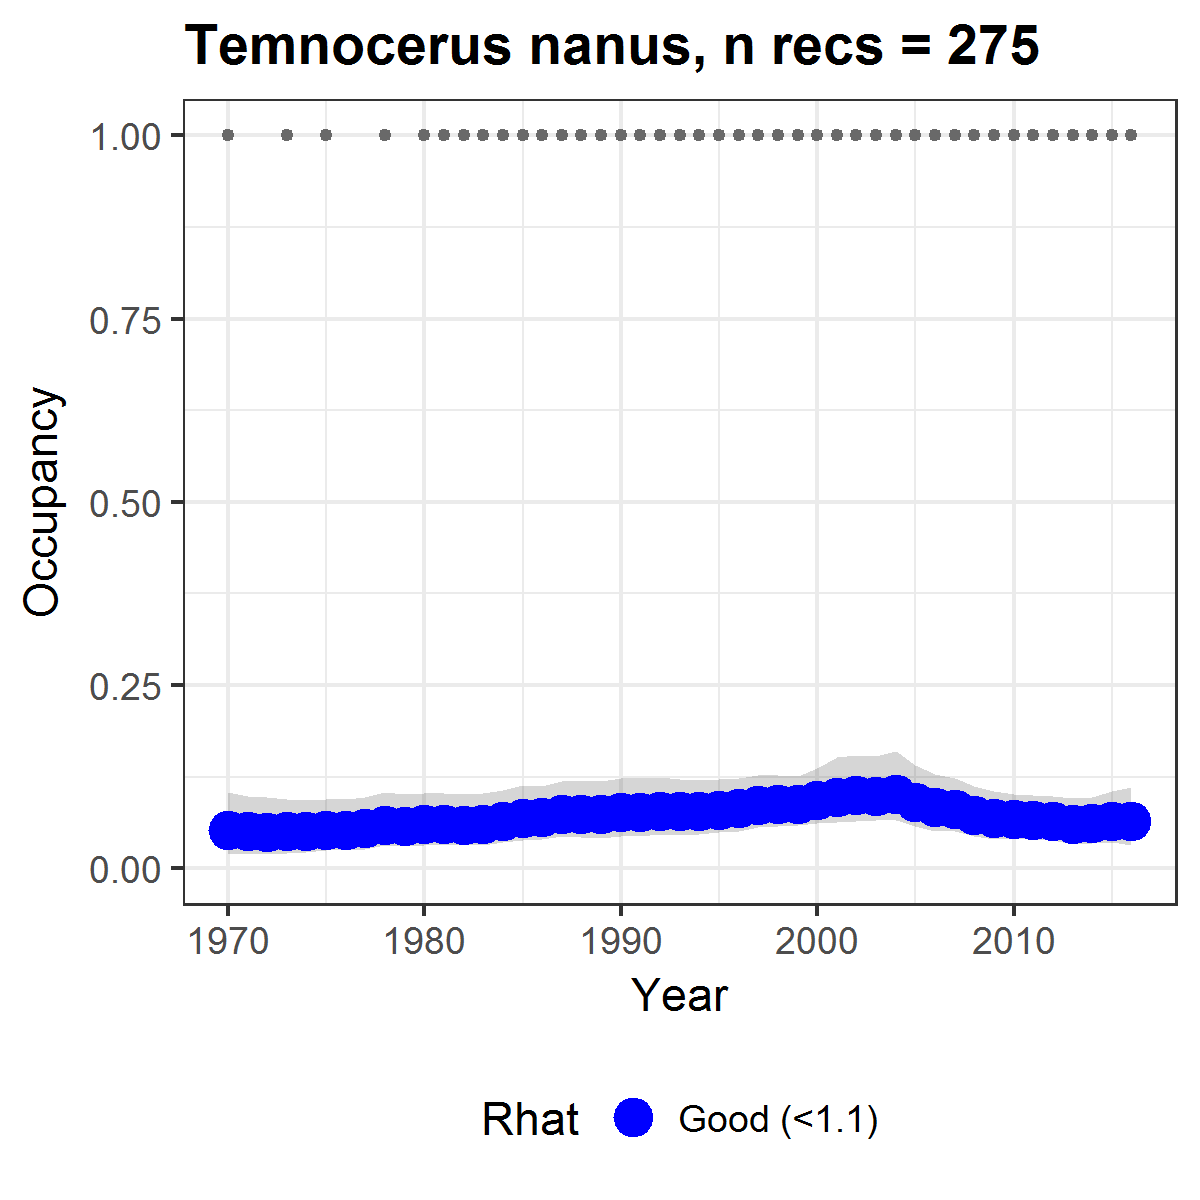 Temnocerus nanus, n recs = 275
1.00
0.75
0.50
0.25
0.00
Occupancy
1970 1980 1990 2000 2010
Year
Rhat Good (<1.1)